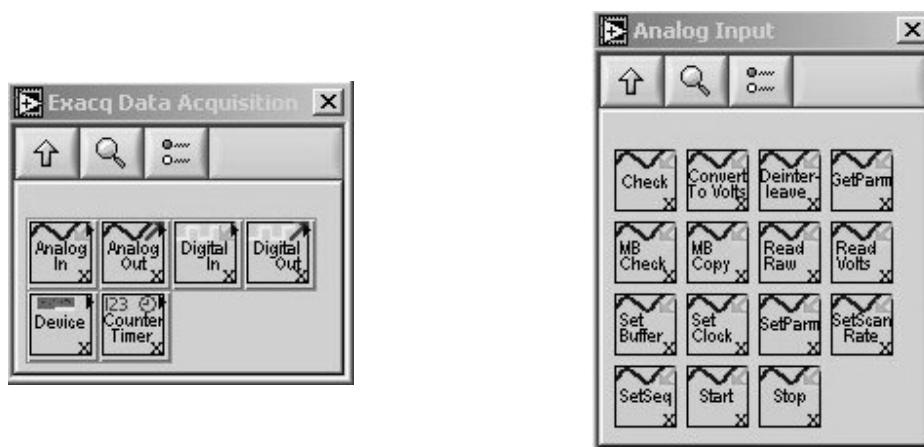 Exacq Data Acquisition
Analog
In
Analog
Out
Digital
In
Digital
Out
Device
123
Counter
Timer
Analog Input
Check
Convert
To Volts
Deinter-
leave
GetParm
MB
Check
MB
Copy
Read
Raw
Read
Volts
Set
Buffer
Set
Clock
SetParm
SetScan
Rate
SetSeq
Start
Stop